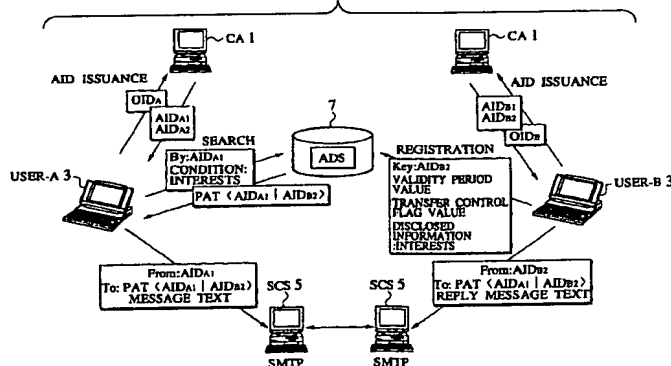 CA 1
CA 1
AID ISSUANCE
AID ISSUANCE
OIDA
AIDA1
AIDA2
AIDB1
AIDB2
OIDB
7
ADS
SEARCH
By:AIDA1
CONDITION:
INTERESTS
PAT <AIDA1 | AIDB2>
REGISTRATION
Key:AIDB2
VALIDITY PERIOD
VALUE
TRANSFER CONTROL
FLAG VALUE
DISCLOSED
INFORMATION
:INTERESTS
USER-A 3
USER-B 3
From:AIDA1
To: PAT <AIDA1 | AIDB2>
MESSAGE TEXT
From:AIDB2
To: PAT <AIDA1 | AIDB2>
REPLY MESSAGE TEXT
SCS 5
SCS 5
SMTP
SMTP